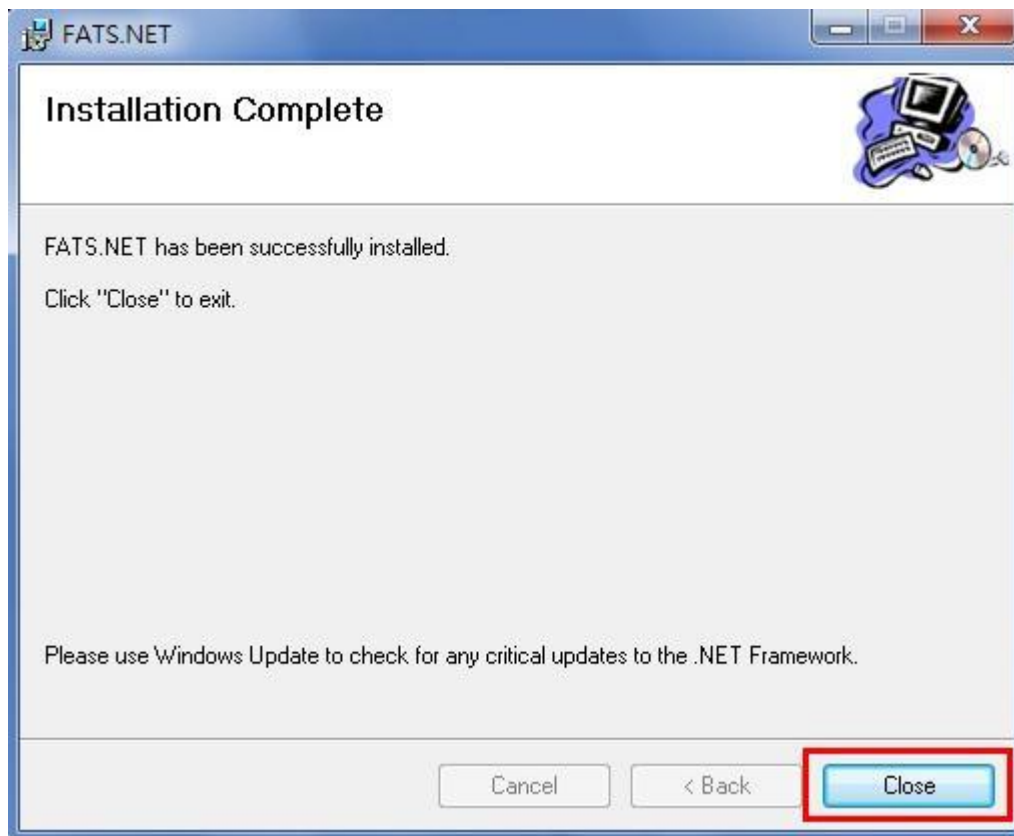 FATS.NET
Installation Complete
FATS.NET has been successfully installed.
Click "Close" to exit.
Please use Windows Update to check for any critical updates to the .NET Framework.
Cancel
< Back
Close